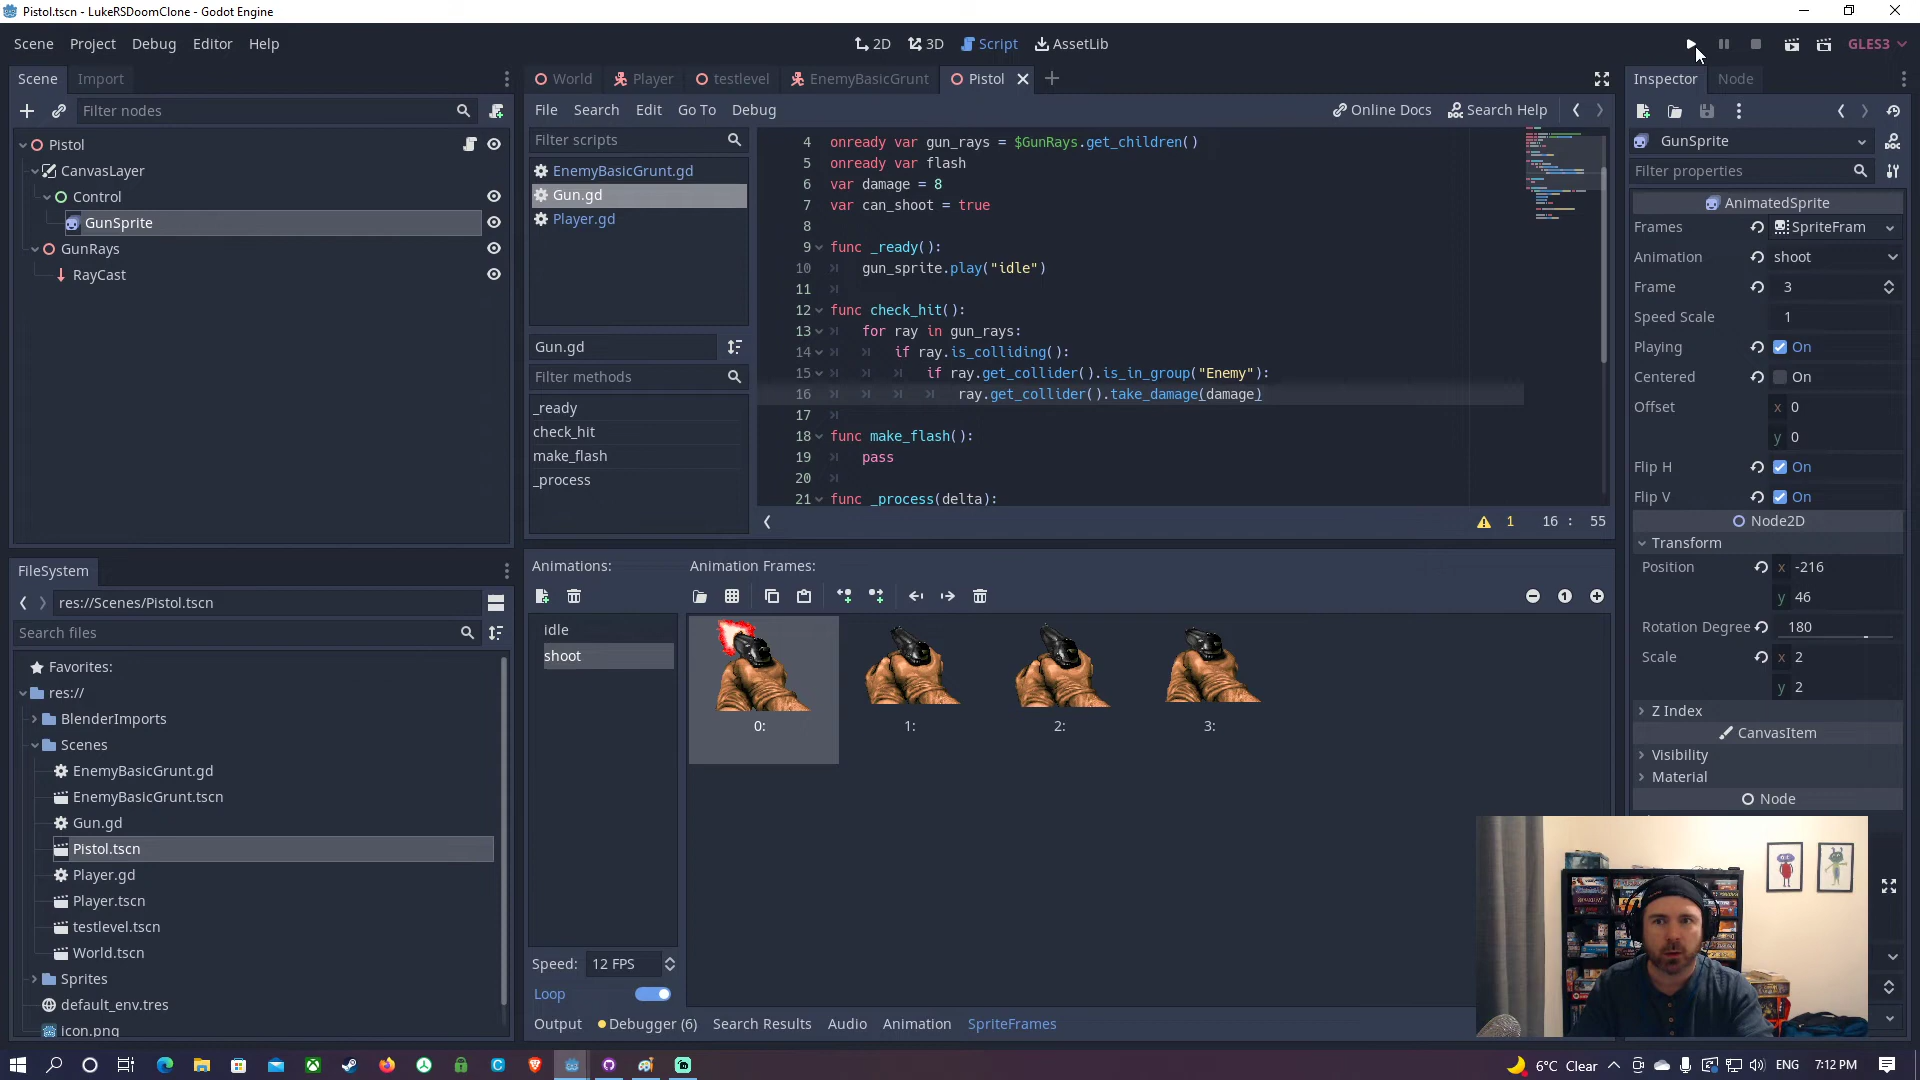 Pistol.tscn - LukeRSDoomClone - Godot Engine
Scene Project Debug Editor Help
2D 3D Script AssetLib
GLES3
Scene Import
World Player testlevel EnemyBasicGrunt Pistol
Inspector Node
Filter nodes
File Search Edit Go To Debug
Online Docs Search Help
Pistol
CanvasLayer
Control
GunSprite
GunRays
RayCast
Filter scripts
EnemyBasicGrunt.gd
Gun.gd
Player.gd
Gun.gd
Filter methods
_ready
check_hit
make_flash
_process
4 onready var gun_rays = $GunRays.get_children()
5 onready var flash
6 var damage = 8
7 var can_shoot = true
8
9 func _ready():
10 gun_sprite.play("idle")
11
12 func check_hit():
13 for ray in gun_rays:
14 if ray.is_colliding():
15 if ray.get_collider().is_in_group("Enemy"):
16 ray.get_collider().take_damage(damage)
17
18 func make_flash():
19 pass
20
21 func _process(delta):
1 16 : 55
GunSprite
Filter properties
AnimatedSprite
Frames SpriteFram
Animation shoot
Frame 3
Speed Scale 1
Playing On
Centered On
Offset x 0
y 0
Flip H On
Flip V On
Node2D
Transform
Position x -216
y 46
Rotation Degree 180
Scale x 2
y 2
Z Index
CanvasItem
Visibility
Material
Node
FileSystem
res://Scenes/Pistol.tscn
Search files
Favorites:
res://
BlenderImports
Scenes
EnemyBasicGrunt.gd
EnemyBasicGrunt.tscn
Gun.gd
Pistol.tscn
Player.gd
Player.tscn
testlevel.tscn
World.tscn
Sprites
default_env.tres
icon.png
Animations:
idle
shoot
Speed: 12 FPS
Loop
Animation Frames:
0: 1: 2: 3:
Output Debugger (6) Search Results Audio Animation SpriteFrames
6°C Clear ENG 7:12 PM